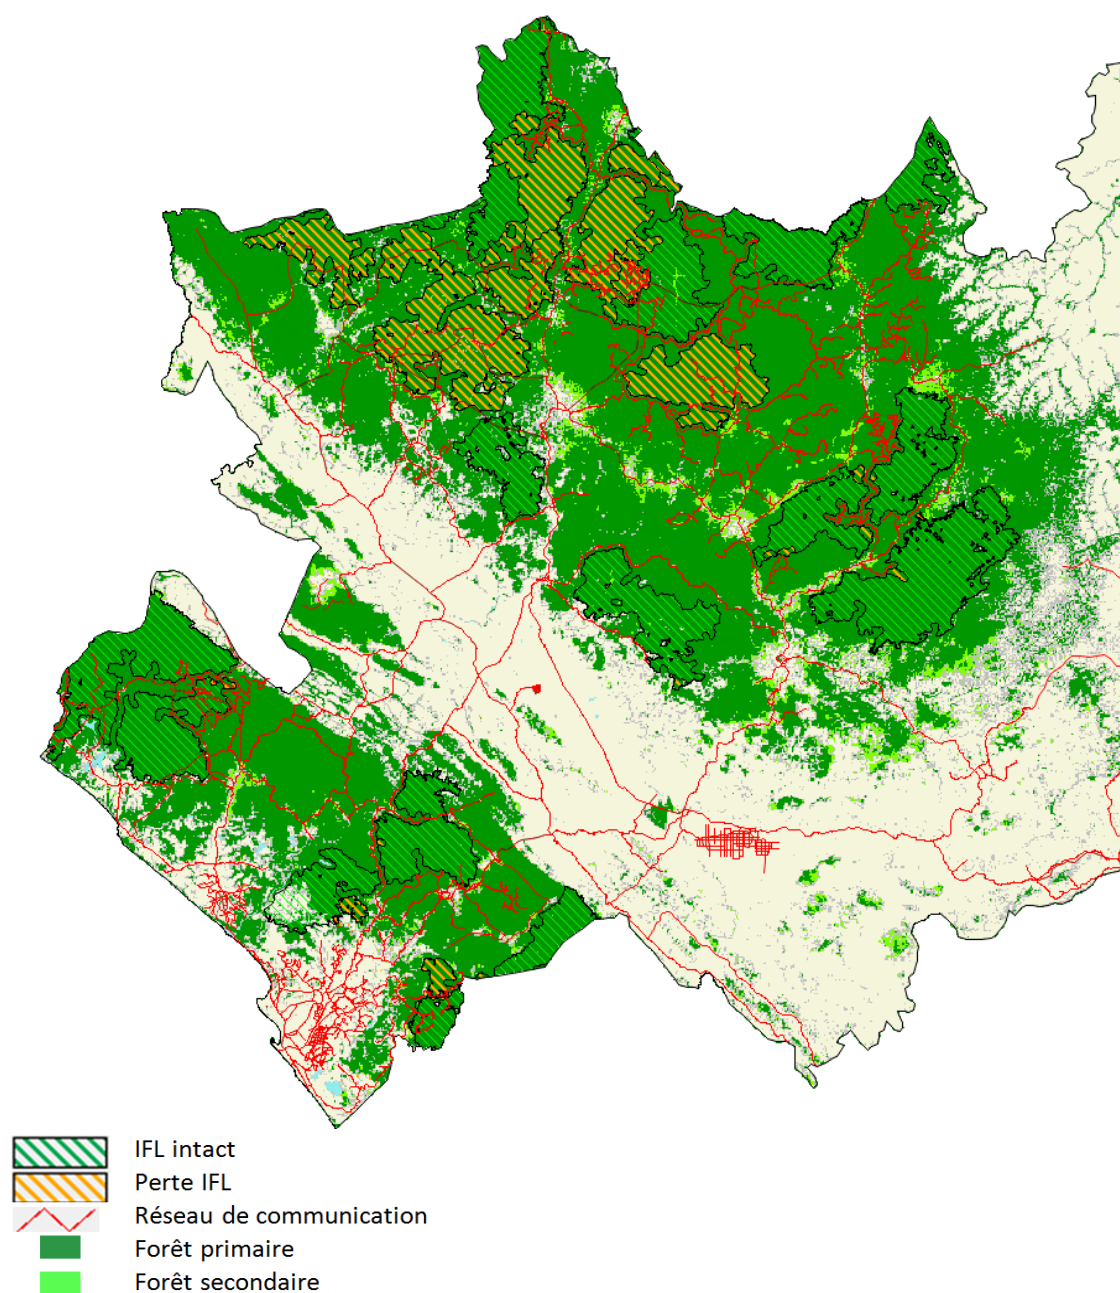 IFL intact
Perte IFL
Réseau de communication
Forêt primaire
Forêt secondaire